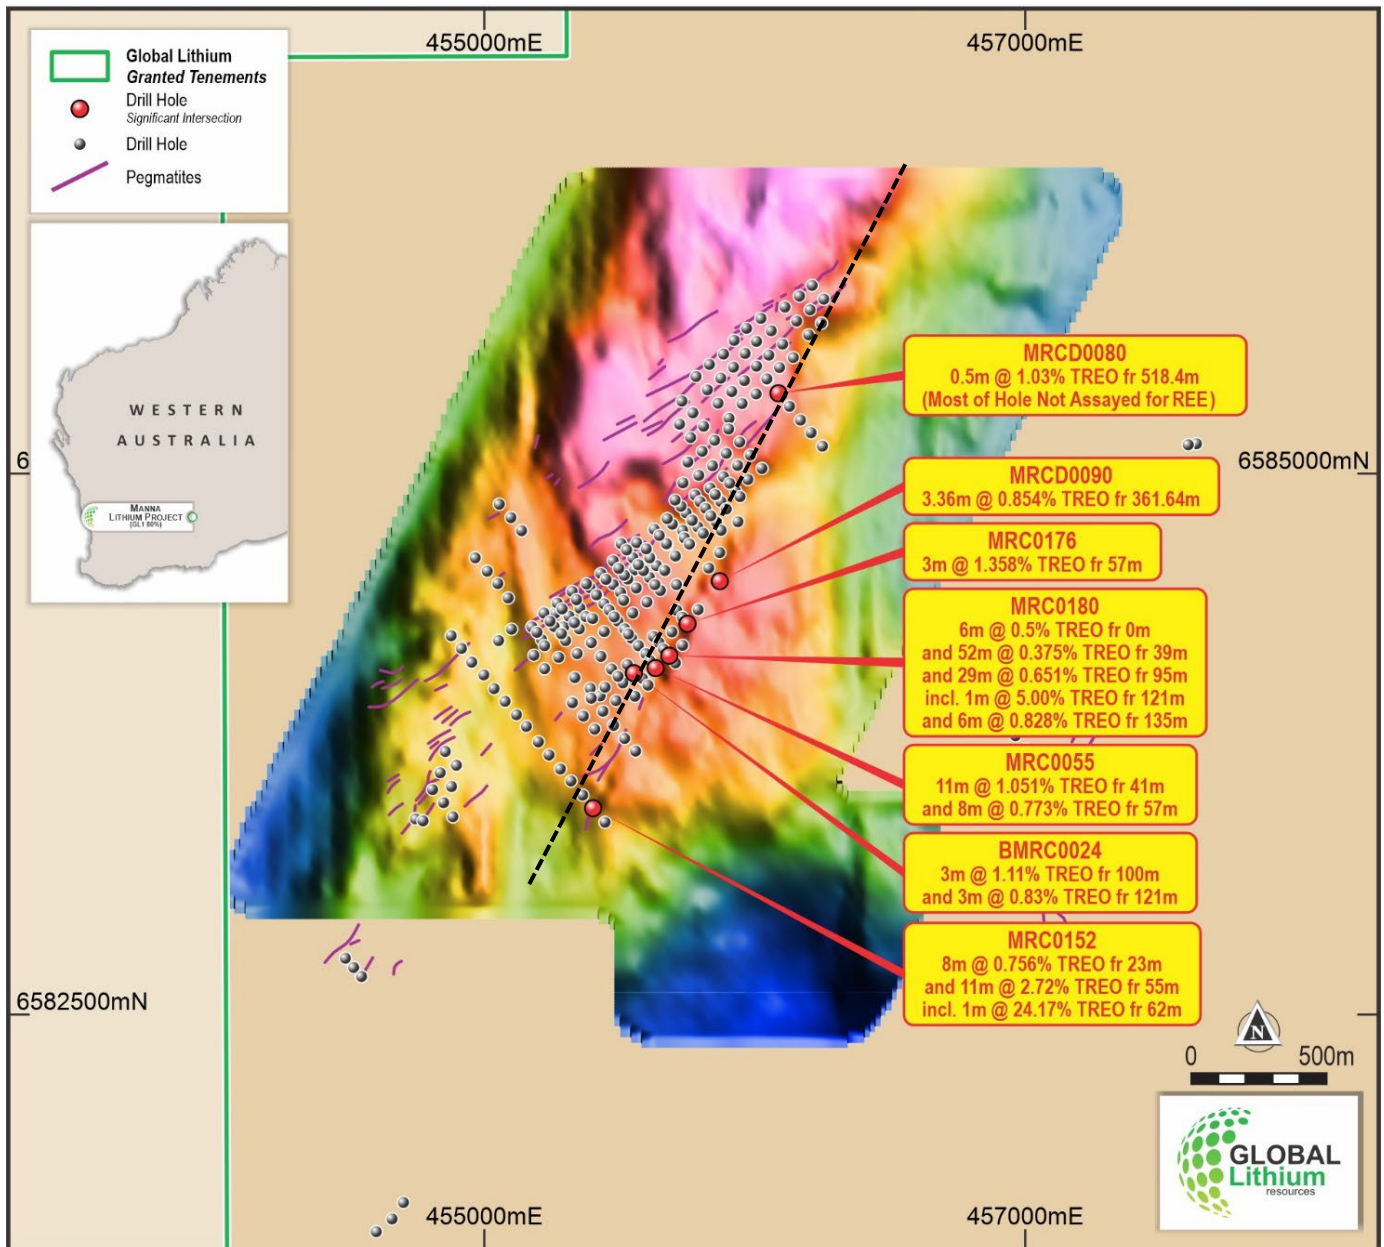 455000mE
457000mE
Global Lithium
Granted Tenements
Drill Hole
Significant Intersection
Drill Hole
Pegmatites
WESTERN
AUSTRALIA
MANNA
LITHIUM PROJECT
(GL1 80%)
MRCD0080
0.5m @ 1.03% TREO fr 518.4m
(Most of Hole Not Assayed for REE)
6
6585000mN
MRCD0090
3.36m @ 0.854% TREO fr 361.64m
MRC0176
3m @ 1.358% TREO fr 57m
MRC0180
6m @ 0.5% TREO fr 0m
and 52m @ 0.375% TREO fr 39m
and 29m @ 0.651% TREO fr 95m
incl. 1m @ 5.00% TREO fr 121m
and 6m @ 0.828% TREO fr 135m
MRC0055
11m @ 1.051% TREO fr 41m
and 8m @ 0.773% TREO fr 57m
BMRC0024
3m @ 1.11% TREO fr 100m
and 3m @ 0.83% TREO fr 121m
MRC0152
8m @ 0.756% TREO fr 23m
and 11m @ 2.72% TREO fr 55m
incl. 1m @ 24.17% TREO fr 62m
6582500mN
N
0 500m
GLOBAL
Lithium
resources
455000mE
457000mE